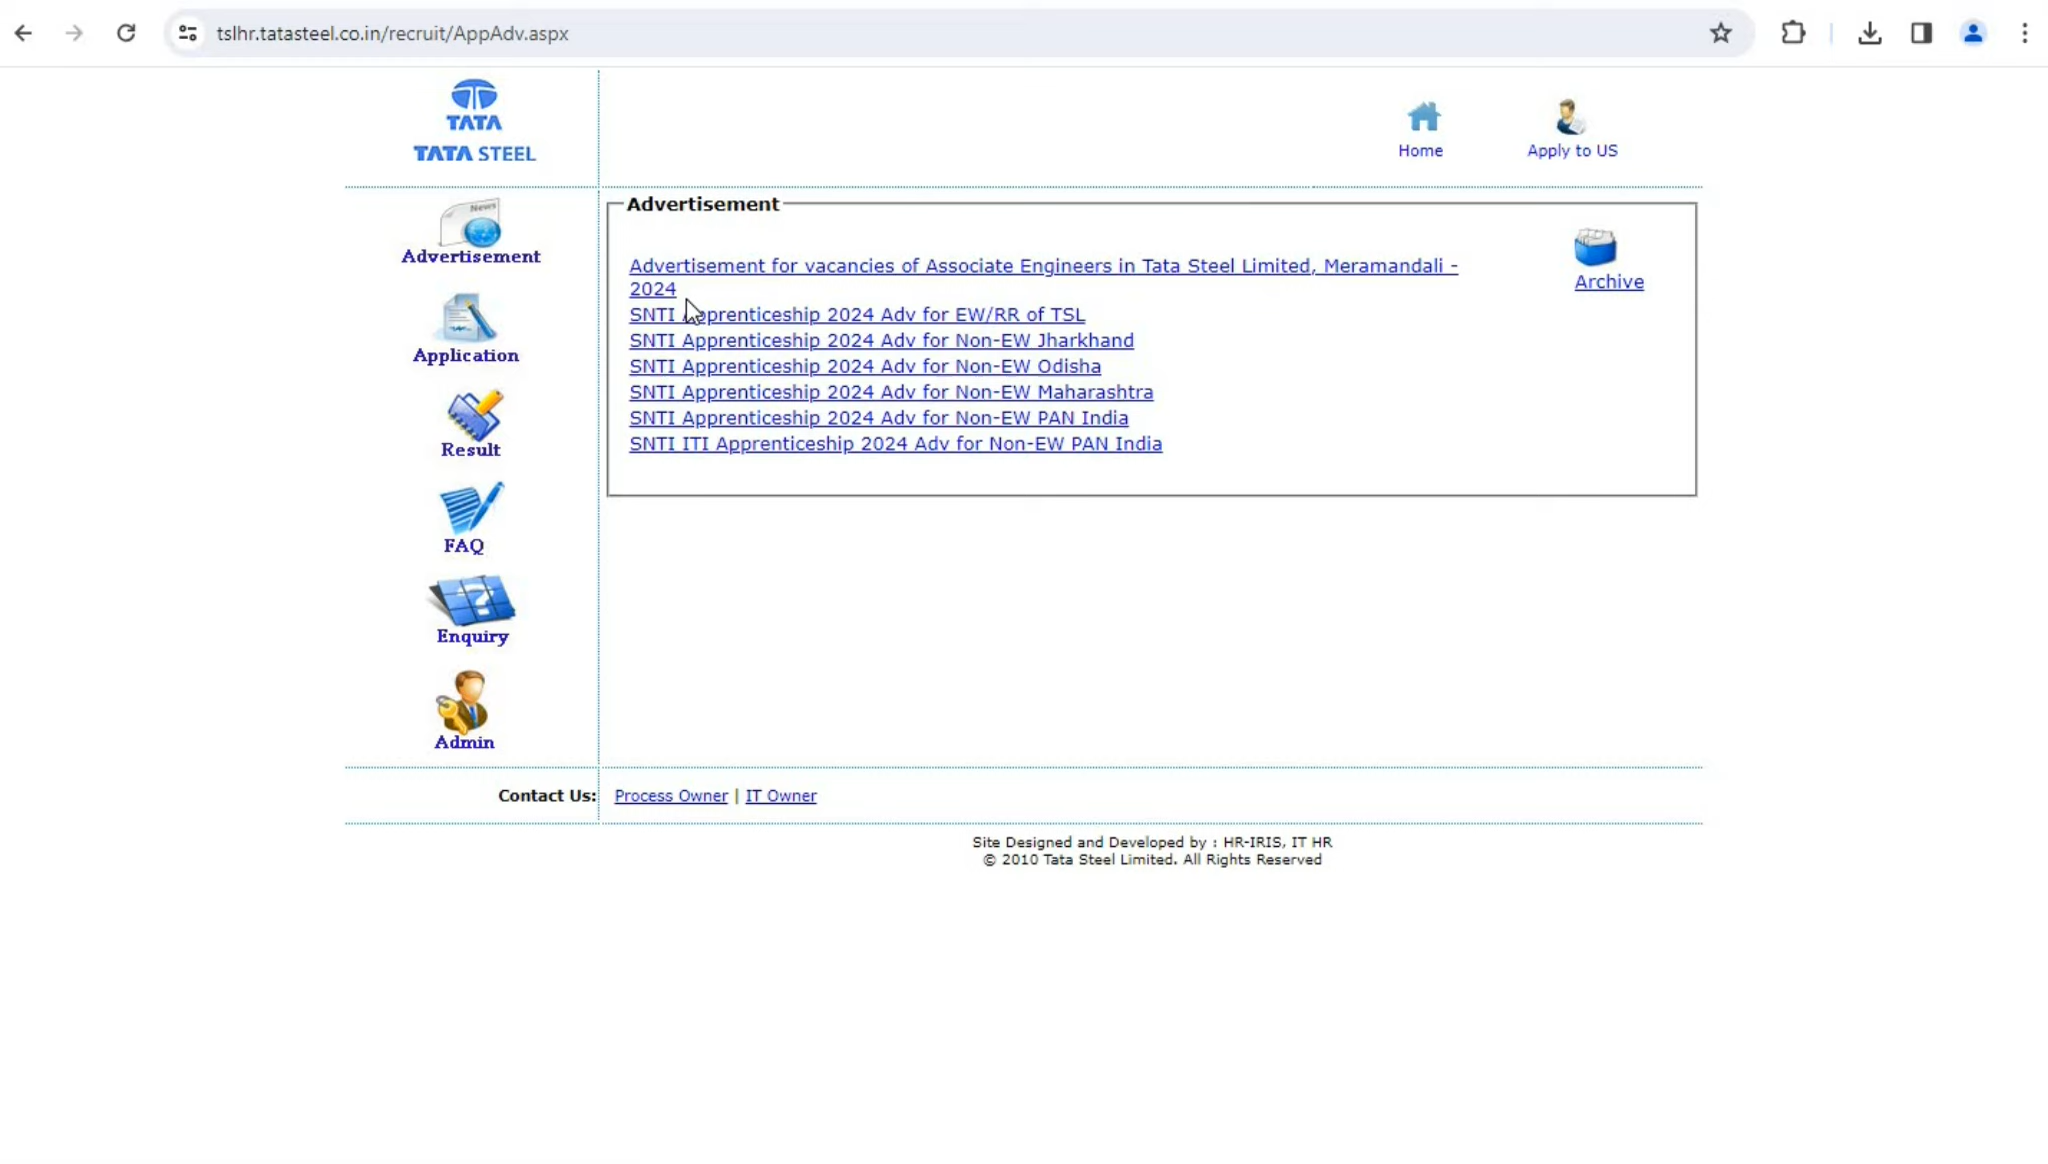 tslhr.tatasteel.co.in/recruit/AppAdv.aspx
TATA
TATA STEEL
Home
Apply to US
News
Advertisement
Application
Result
FAQ
Enquiry
Admin
Advertisement
Archive
Advertisement for vacancies of Associate Engineers in Tata Steel Limited, Meramandali -
2024
SNTI Apprenticeship 2024 Adv for EW/RR of TSL
SNTI Apprenticeship 2024 Adv for Non-EW Jharkhand
SNTI Apprenticeship 2024 Adv for Non-EW Odisha
SNTI Apprenticeship 2024 Adv for Non-EW Maharashtra
SNTI Apprenticeship 2024 Adv for Non-EW PAN India
SNTI ITI Apprenticeship 2024 Adv for Non-EW PAN India
Contact Us: Process Owner | IT Owner
Site Designed and Developed by : HR-IRIS, IT HR
© 2010 Tata Steel Limited. All Rights Reserved